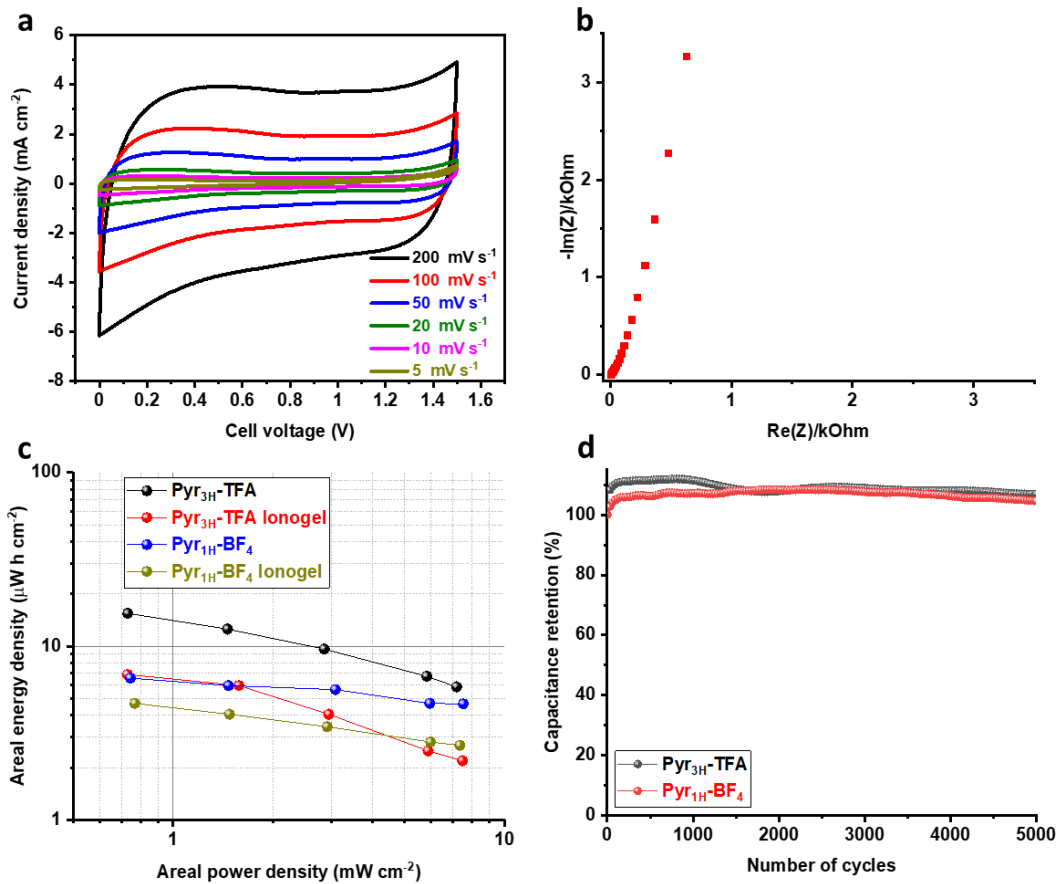 a
Current density (mA cm⁻²)
6
4
2
0
-2
-4
-6
-8
0 0.2 0.4 0.6 0.8 1 1.2 1.4 1.6
Cell voltage (V)
200 mV s⁻¹
100 mV s⁻¹
50 mV s⁻¹
20 mV s⁻¹
10 mV s⁻¹
5 mV s⁻¹
b
-Im(Z)/kOhm
3
2
1
0
0 1 2 3
Re(Z)/kOhm
c
Areal energy density (μW h cm⁻²)
100
10
1
1 10
Areal power density (mW cm⁻²)
Pyr₃H-TFA
Pyr₃H-TFA Ionogel
Pyr₁H-BF₄
Pyr₁H-BF₄ Ionogel
d
Capacitance retention (%)
100
80
60
40
20
0
0 1000 2000 3000 4000 5000
Number of cycles
Pyr₃H-TFA
Pyr₁H-BF₄